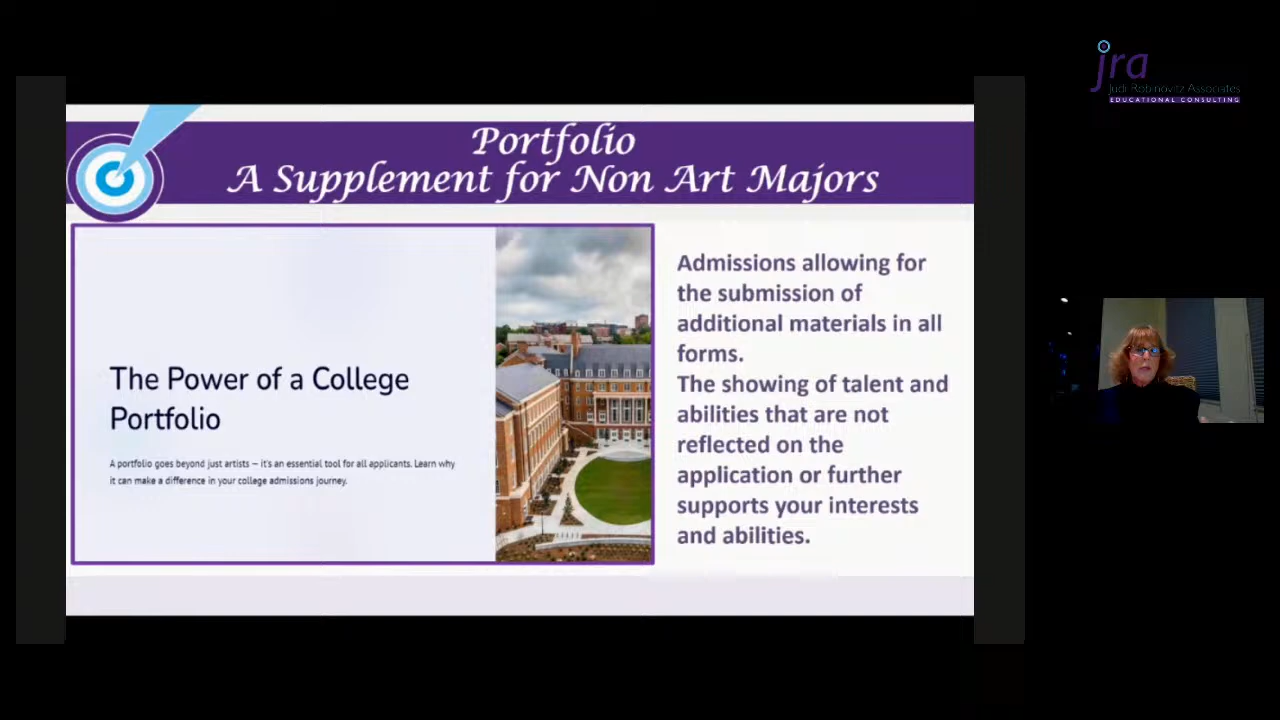 jra
Judi Robinovitz Associates
EDUCATIONAL CONSULTING
Portfolio
A Supplement for Non Art Majors
The Power of a College
Portfolio
A portfolio goes beyond just artists — it's an essential tool for all applicants. Learn why
it can make a difference in your college admissions journey.
Admissions allowing for
the submission of
additional materials in all
forms.
The showing of talent and
abilities that are not
reflected on the
application or further
supports your interests
and abilities.